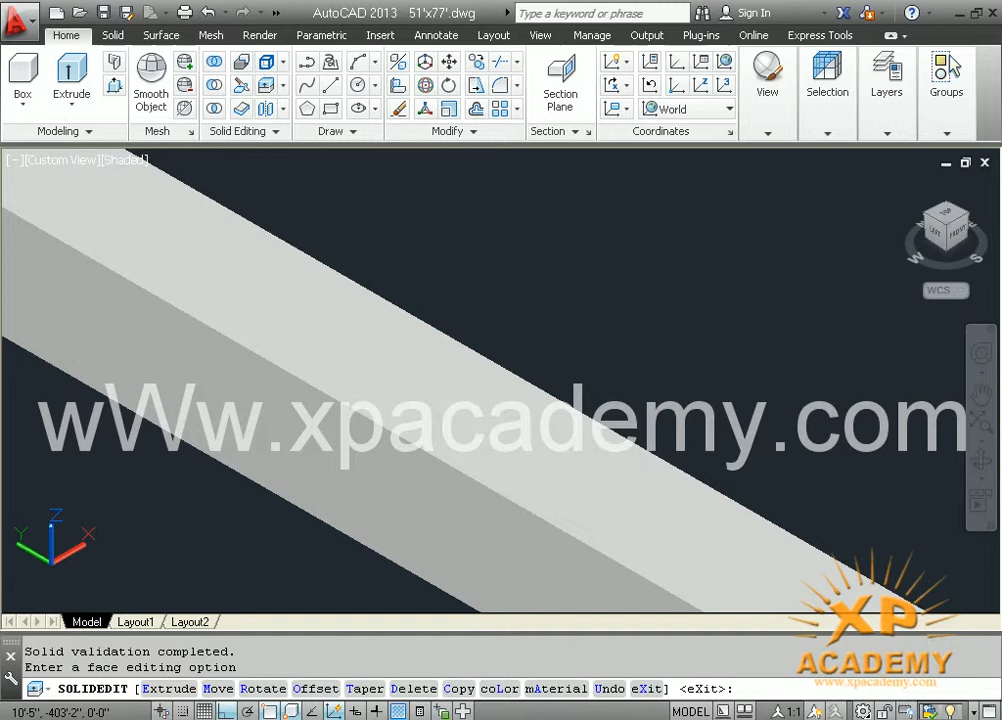 AutoCAD 2013 51'x77'.dwg
Type a keyword or phrase
Sign In
Home Solid Surface Mesh Render Parametric Insert Annotate Layout View Manage Output Plug-ins Online Express Tools
Box Extrude Smooth Object Section Plane World View Selection Layers Groups
Modeling Mesh Solid Editing Draw Modify Section Coordinates
[−][Custom View][Shaded]
TOP
LEFT FRONT
W S
WCS
wWw.xpacademy.com
Z
Y X
Model Layout1 Layout2
XP
ACADEMY
www.xpacademy.com
Solid validation completed.
Enter a face editing option
SOLIDEDIT [Extrude Move Rotate Offset Taper Delete Copy coLor mAterial Undo eXit] <eXit>:
10'-5", -403'-2", 0'-0" MODEL 1:1